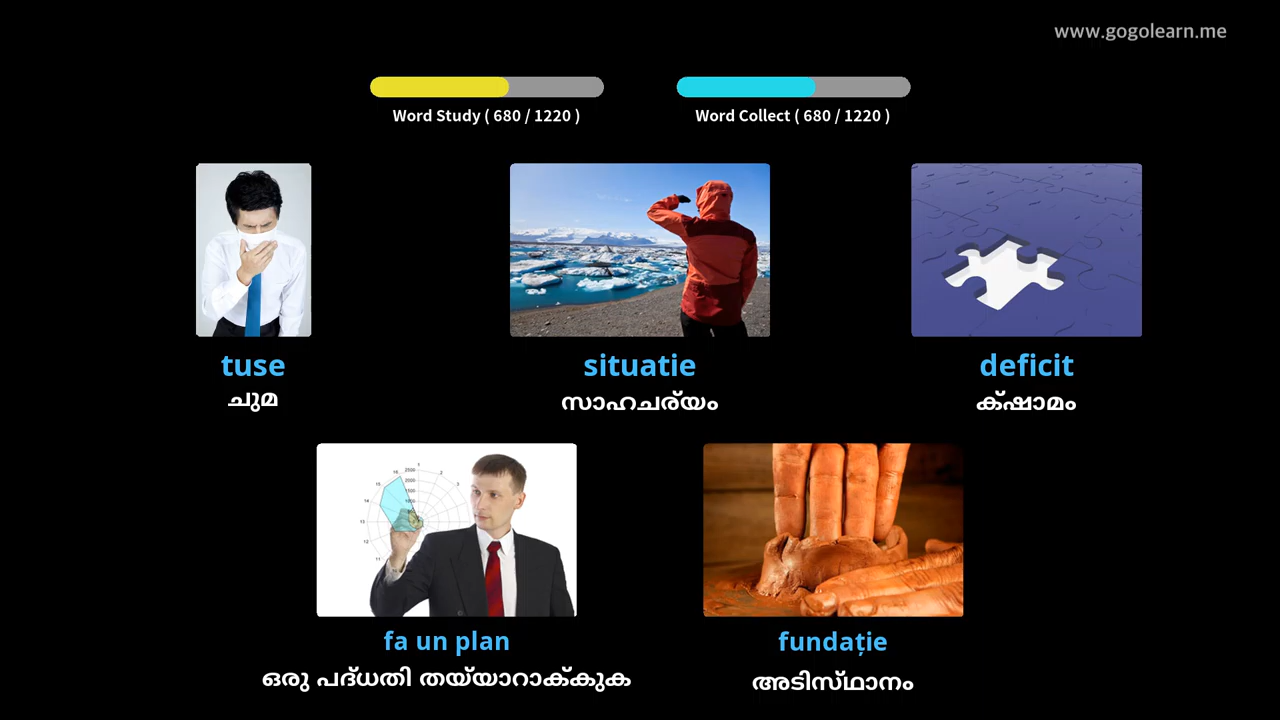 www.gogolearn.me
Word Study ( 680 / 1220 )
Word Collect ( 680 / 1220 )
tuse
ചുമ
situatie
സാഹചര്യം
deficit
ക്ഷാമം
fa un plan
ഒരു പദ്ധതി തയ്യാറാക്കുക
fundație
അടിസ്ഥാനം